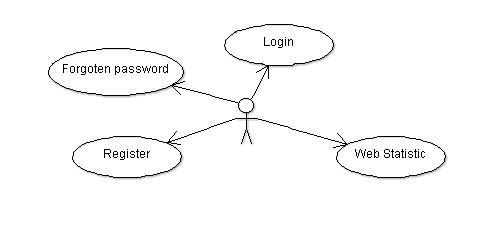 Login
Forgoten password
Register
Web Statistic